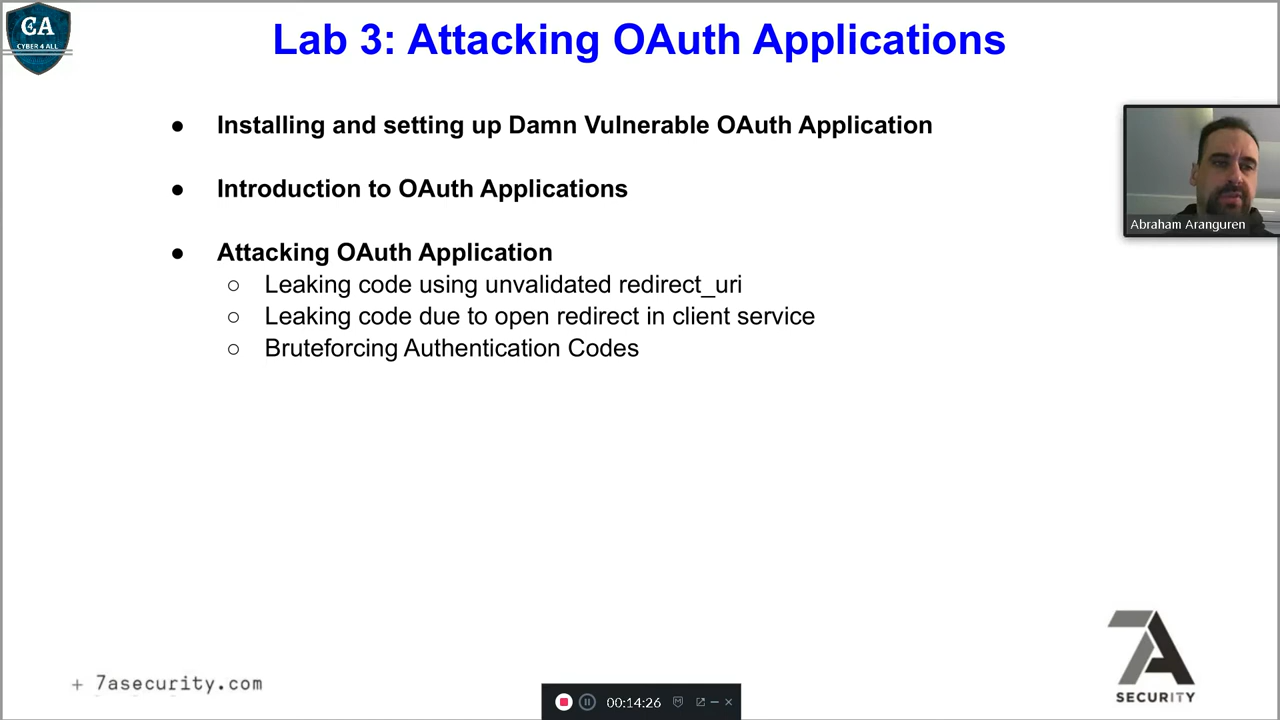 CA
CYBER 4 ALL
Lab 3: Attacking OAuth Applications
● Installing and setting up Damn Vulnerable OAuth Application
● Introduction to OAuth Applications
● Attacking OAuth Application
○ Leaking code using unvalidated redirect_uri
○ Leaking code due to open redirect in client service
○ Bruteforcing Authentication Codes
Abraham Aranguren
+ 7asecurity.com
00:14:26
7A
SECURITY